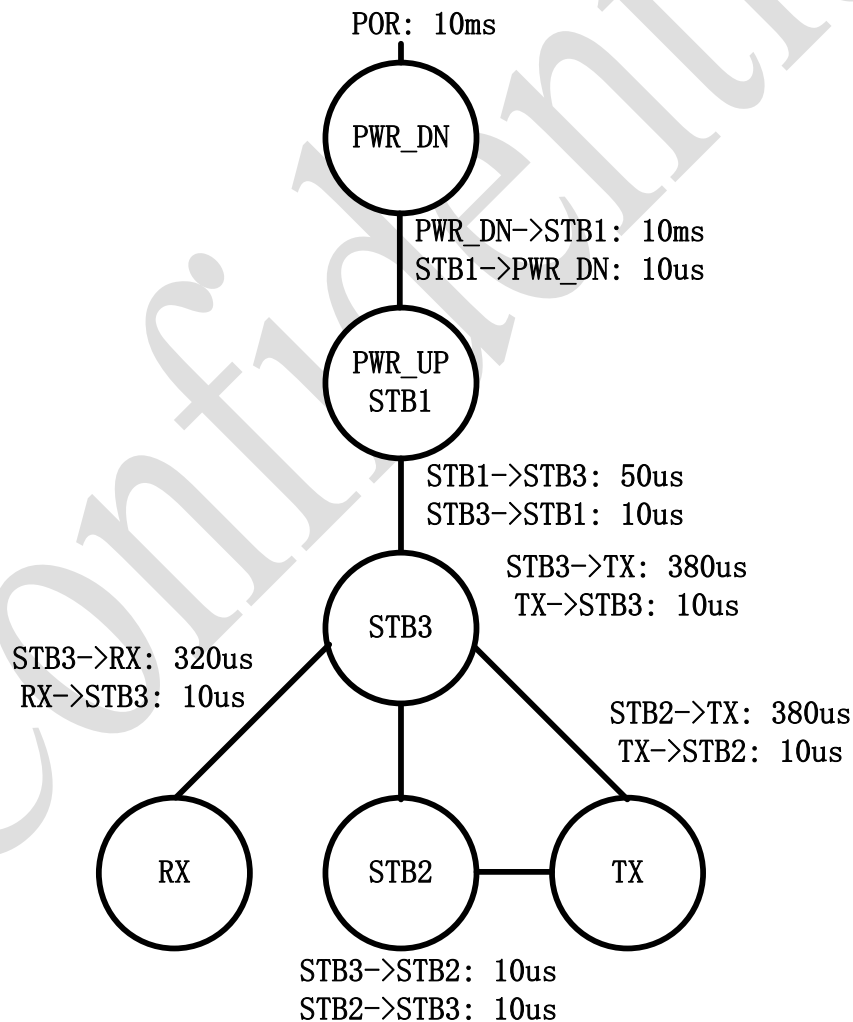 POR: 10ms
PWR_DN
PWR_DN->STB1: 10ms
STB1->PWR_DN: 10us
PWR_UP
STB1
STB1->STB3: 50us
STB3->STB1: 10us
STB3->TX: 380us
TX->STB3: 10us
STB3
STB3->RX: 320us
RX->STB3: 10us
STB2->TX: 380us
TX->STB2: 10us
RX
STB2
TX
STB3->STB2: 10us
STB2->STB3: 10us
Confidenti